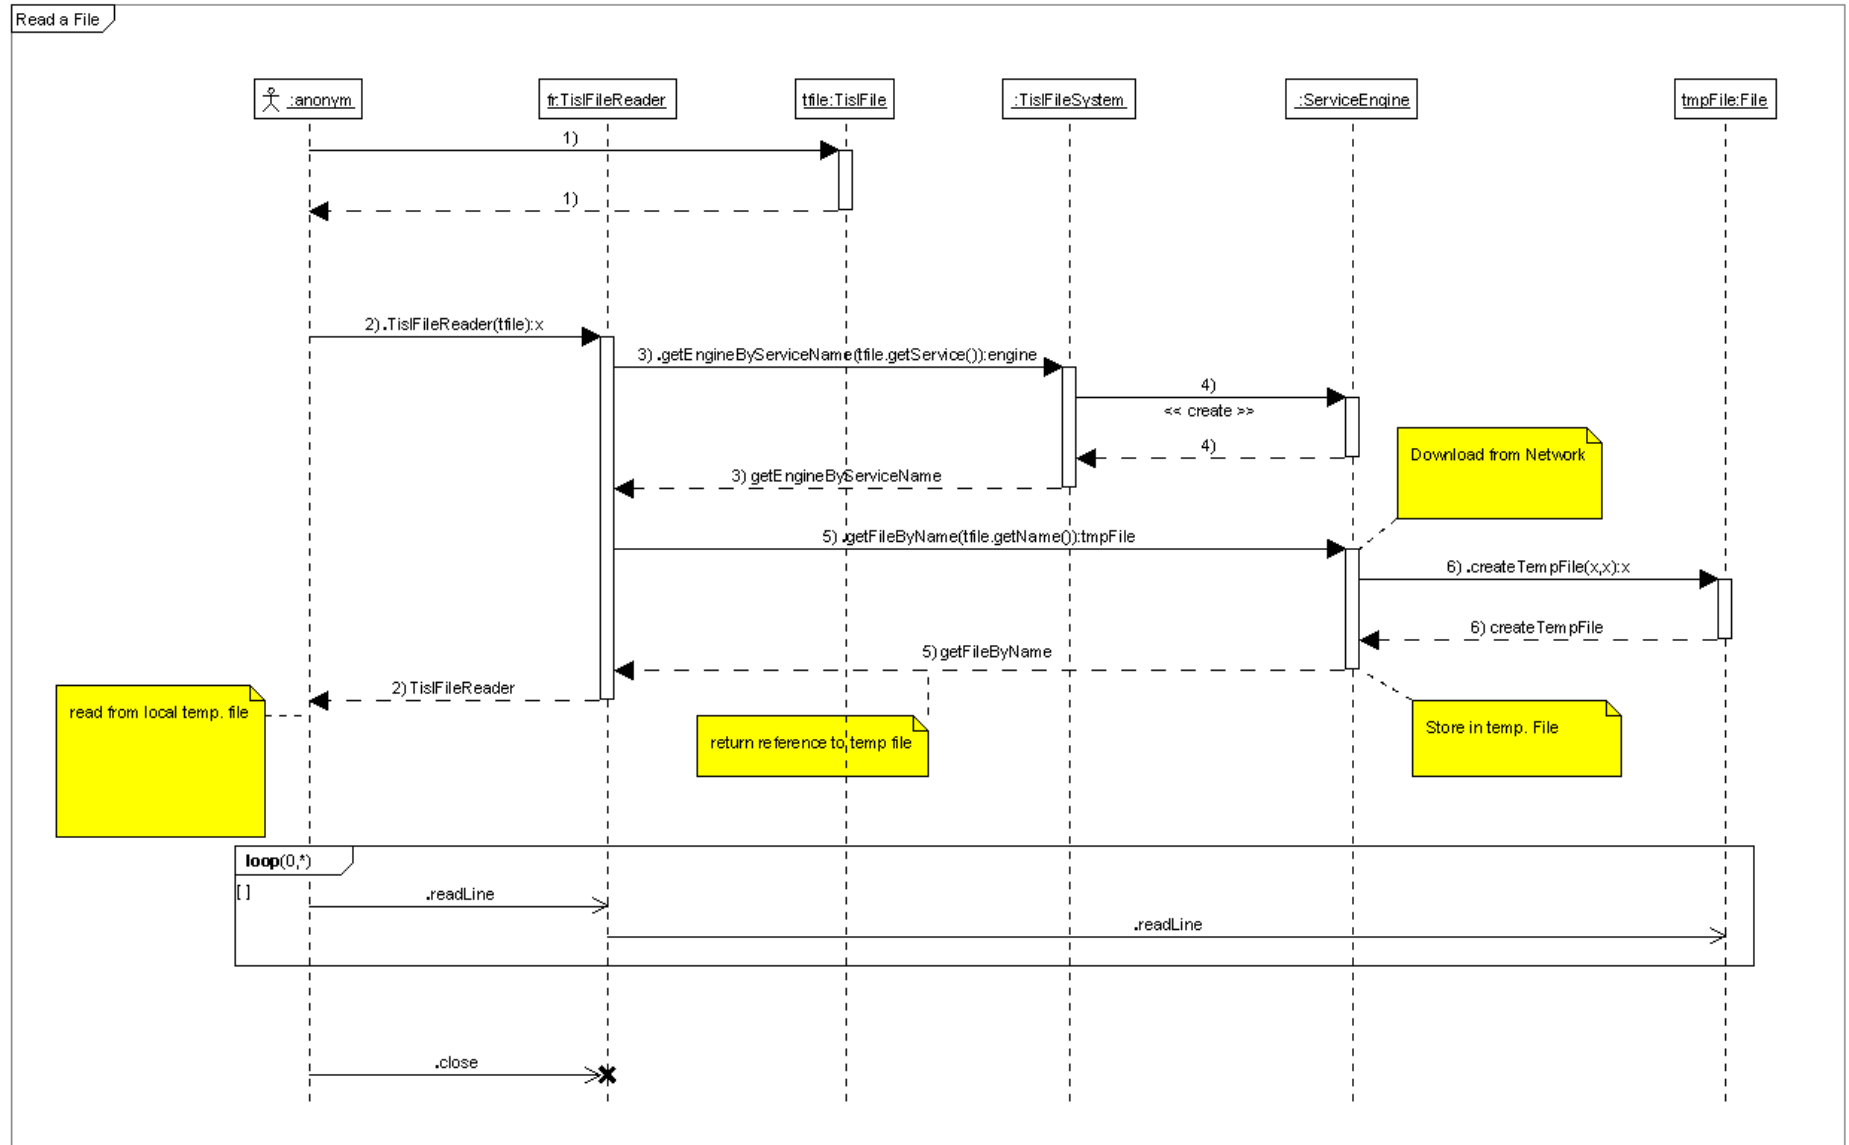 Read a File
:anonym
fr:TislFileReader
tfile:TislFile
:TislFileSystem
:ServiceEngine
tmpFile:File
1)
1)
2) .TislFileReader(tfile):x
3) .getEngineByServiceName(tfile.getService()):engine
4)
<< create >>
4)
Download from Network
3) getEngineByServiceName
5) .getFileByName(tfile.getName()):tmpFile
6) .createTempFile(x,x):x
6) createTempFile
5) getFileByName
2) TislFileReader
read from local temp. file
return reference to temp file
Store in temp. File
loop(0,*)
[ ]
.readLine
.readLine
.close